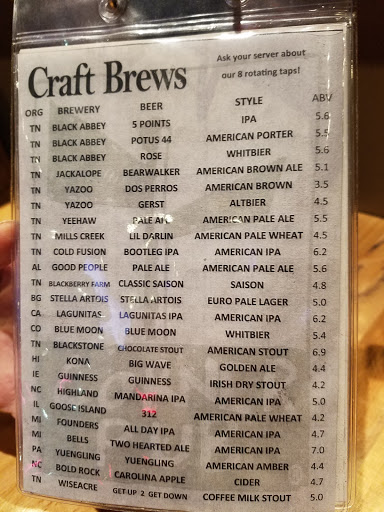 Craft Brews
Ask your server about
our 8 rotating taps!
ORG BREWERY BEER STYLE ABV
TN BLACK ABBEY 5 POINTS IPA 5.6
TN BLACK ABBEY POTUS 44 AMERICAN PORTER 5.5
TN BLACK ABBEY ROSE WHITBIER 5.6
TN JACKALOPE BEARWALKER AMERICAN BROWN ALE 5.1
TN YAZOO DOS PERROS AMERICAN BROWN 3.5
TN YAZOO GERST ALTBIER 4.5
TN YEEHAW PALE ALE AMERICAN PALE ALE 5.5
TN MILLS CREEK LIL DARLIN AMERICAN PALE WHEAT 4.5
TN COLD FUSION BOOTLEG IPA AMERICAN IPA 6.2
AL GOOD PEOPLE PALE ALE AMERICAN PALE ALE 5.6
TN BLACKBERRY FARM CLASSIC SAISON SAISON 4.8
BG STELLA ARTOIS STELLA ARTOIS EURO PALE LAGER 5.0
CA LAGUNITAS LAGUNITAS IPA AMERICAN IPA 6.2
CO BLUE MOON BLUE MOON WHITBIER 5.4
TN BLACKSTONE CHOCOLATE STOUT AMERICAN STOUT 6.9
HI KONA BIG WAVE GOLDEN ALE 4.4
IE GUINNESS GUINNESS IRISH DRY STOUT 4.2
NC HIGHLAND MANDARINA IPA AMERICAN IPA 5.0
IL GOOSE ISLAND 312 AMERICAN PALE WHEAT 4.2
MI FOUNDERS ALL DAY IPA AMERICAN IPA 4.7
MI BELLS TWO HEARTED ALE AMERICAN IPA 7.0
PA YUENGLING YUENGLING AMERICAN AMBER 4.4
NC BOLD ROCK CAROLINA APPLE CIDER 4.7
TN WISEACRE GET UP 2 GET DOWN COFFEE MILK STOUT 5.0